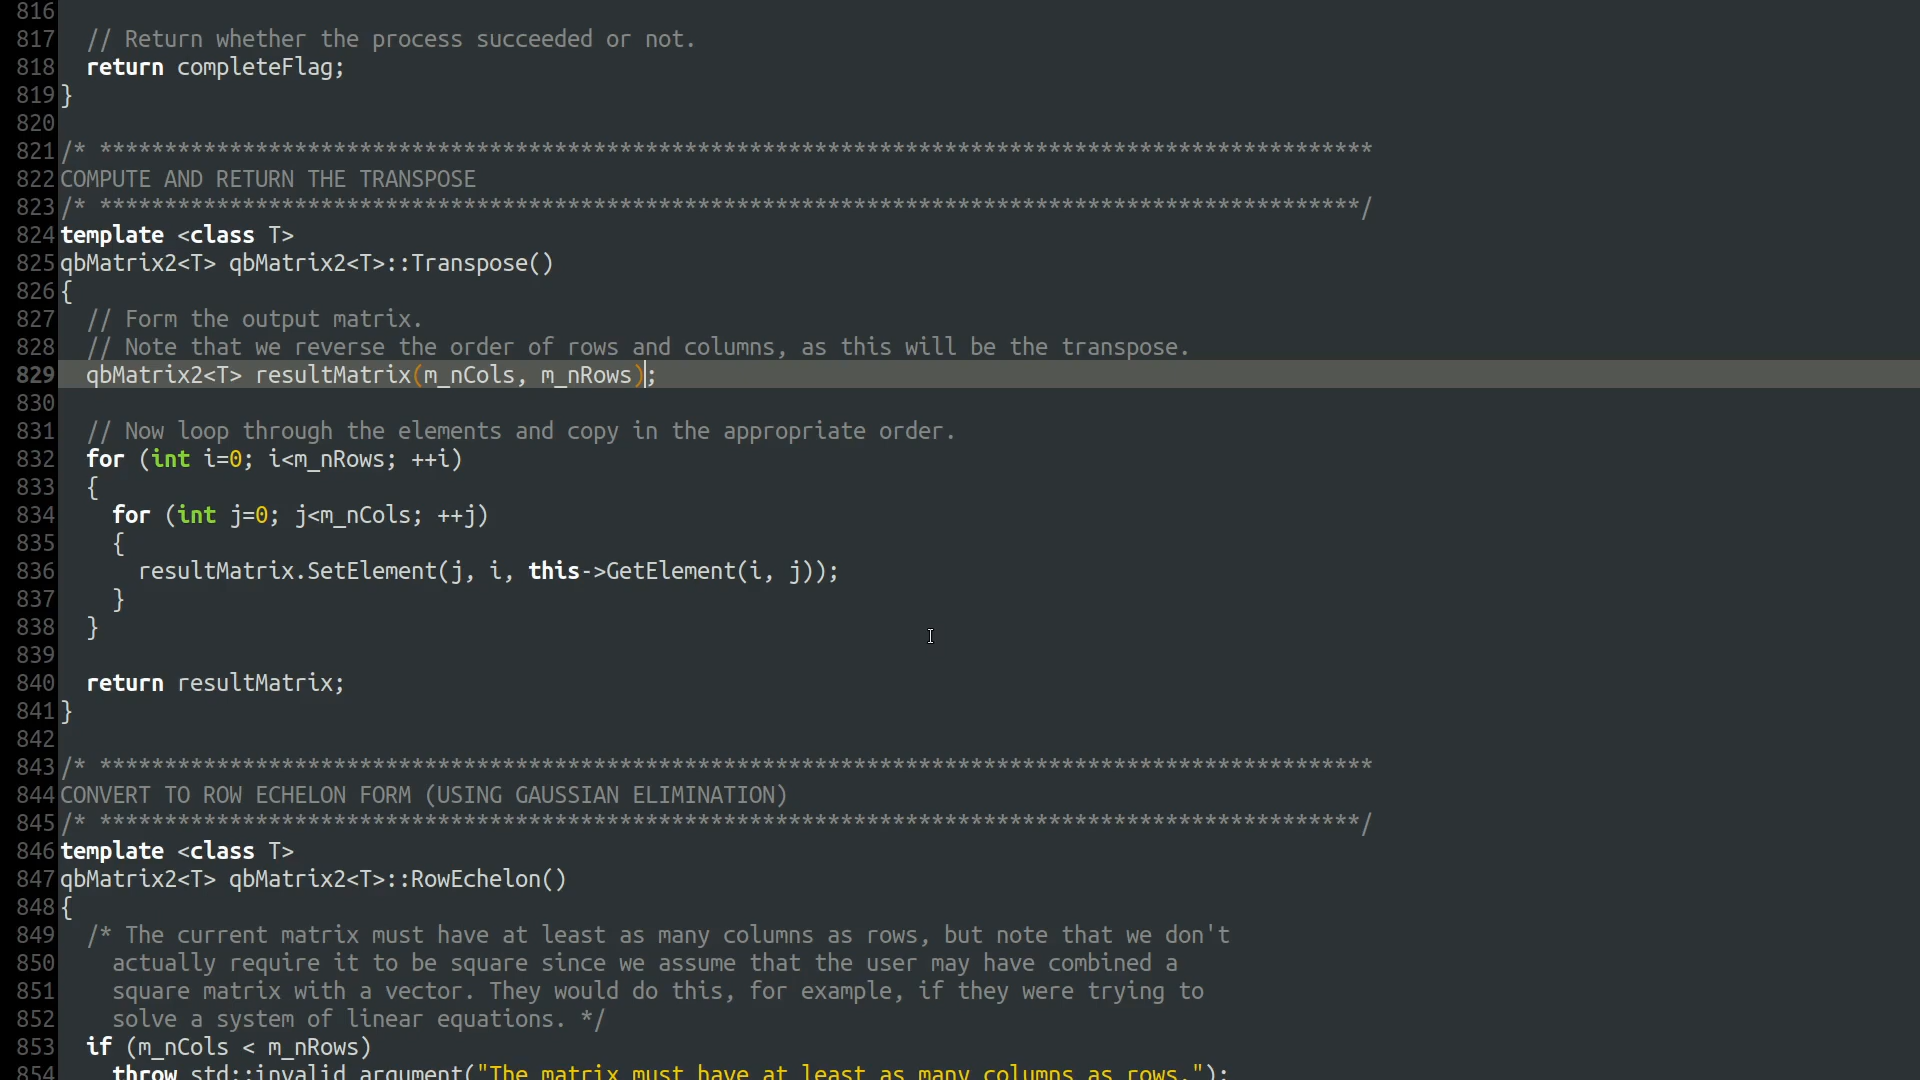 816
817   // Return whether the process succeeded or not.
818   return completeFlag;
819 }
820
821 /* **************************************************************************************************
822 COMPUTE AND RETURN THE TRANSPOSE
823 /* *************************************************************************************************/
824 template <class T>
825 qbMatrix2<T> qbMatrix2<T>::Transpose()
826 {
827   // Form the output matrix.
828   // Note that we reverse the order of rows and columns, as this will be the transpose.
829   qbMatrix2<T> resultMatrix(m_nCols, m_nRows);
830
831   // Now loop through the elements and copy in the appropriate order.
832   for (int i=0; i<m_nRows; ++i)
833   {
834     for (int j=0; j<m_nCols; ++j)
835     {
836       resultMatrix.SetElement(j, i, this->GetElement(i, j));
837     }
838   }
839
840   return resultMatrix;
841 }
842
843 /* **************************************************************************************************
844 CONVERT TO ROW ECHELON FORM (USING GAUSSIAN ELIMINATION)
845 /* *************************************************************************************************/
846 template <class T>
847 qbMatrix2<T> qbMatrix2<T>::RowEchelon()
848 {
849   /* The current matrix must have at least as many columns as rows, but note that we don't
850     actually require it to be square since we assume that the user may have combined a
851     square matrix with a vector. They would do this, for example, if they were trying to
852     solve a system of linear equations. */
853   if (m_nCols < m_nRows)
854     throw std::invalid_argument("The matrix must have at least as many columns as rows.");